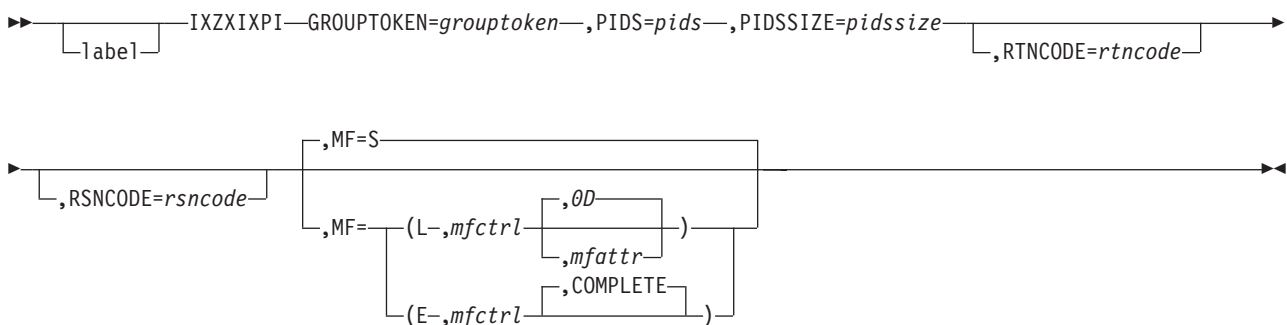 IXZXIXPI GROUPTOKEN=grouptoken ,PIDS=pids ,PIDSSIZE=pidssize
label
,RTNCODE=rtncode
,RSNCODE=rsncode
,MF=S
,MF= (L ,mfctrl ,0D )
,mfattr
(E ,mfctrl ,COMPLETE )